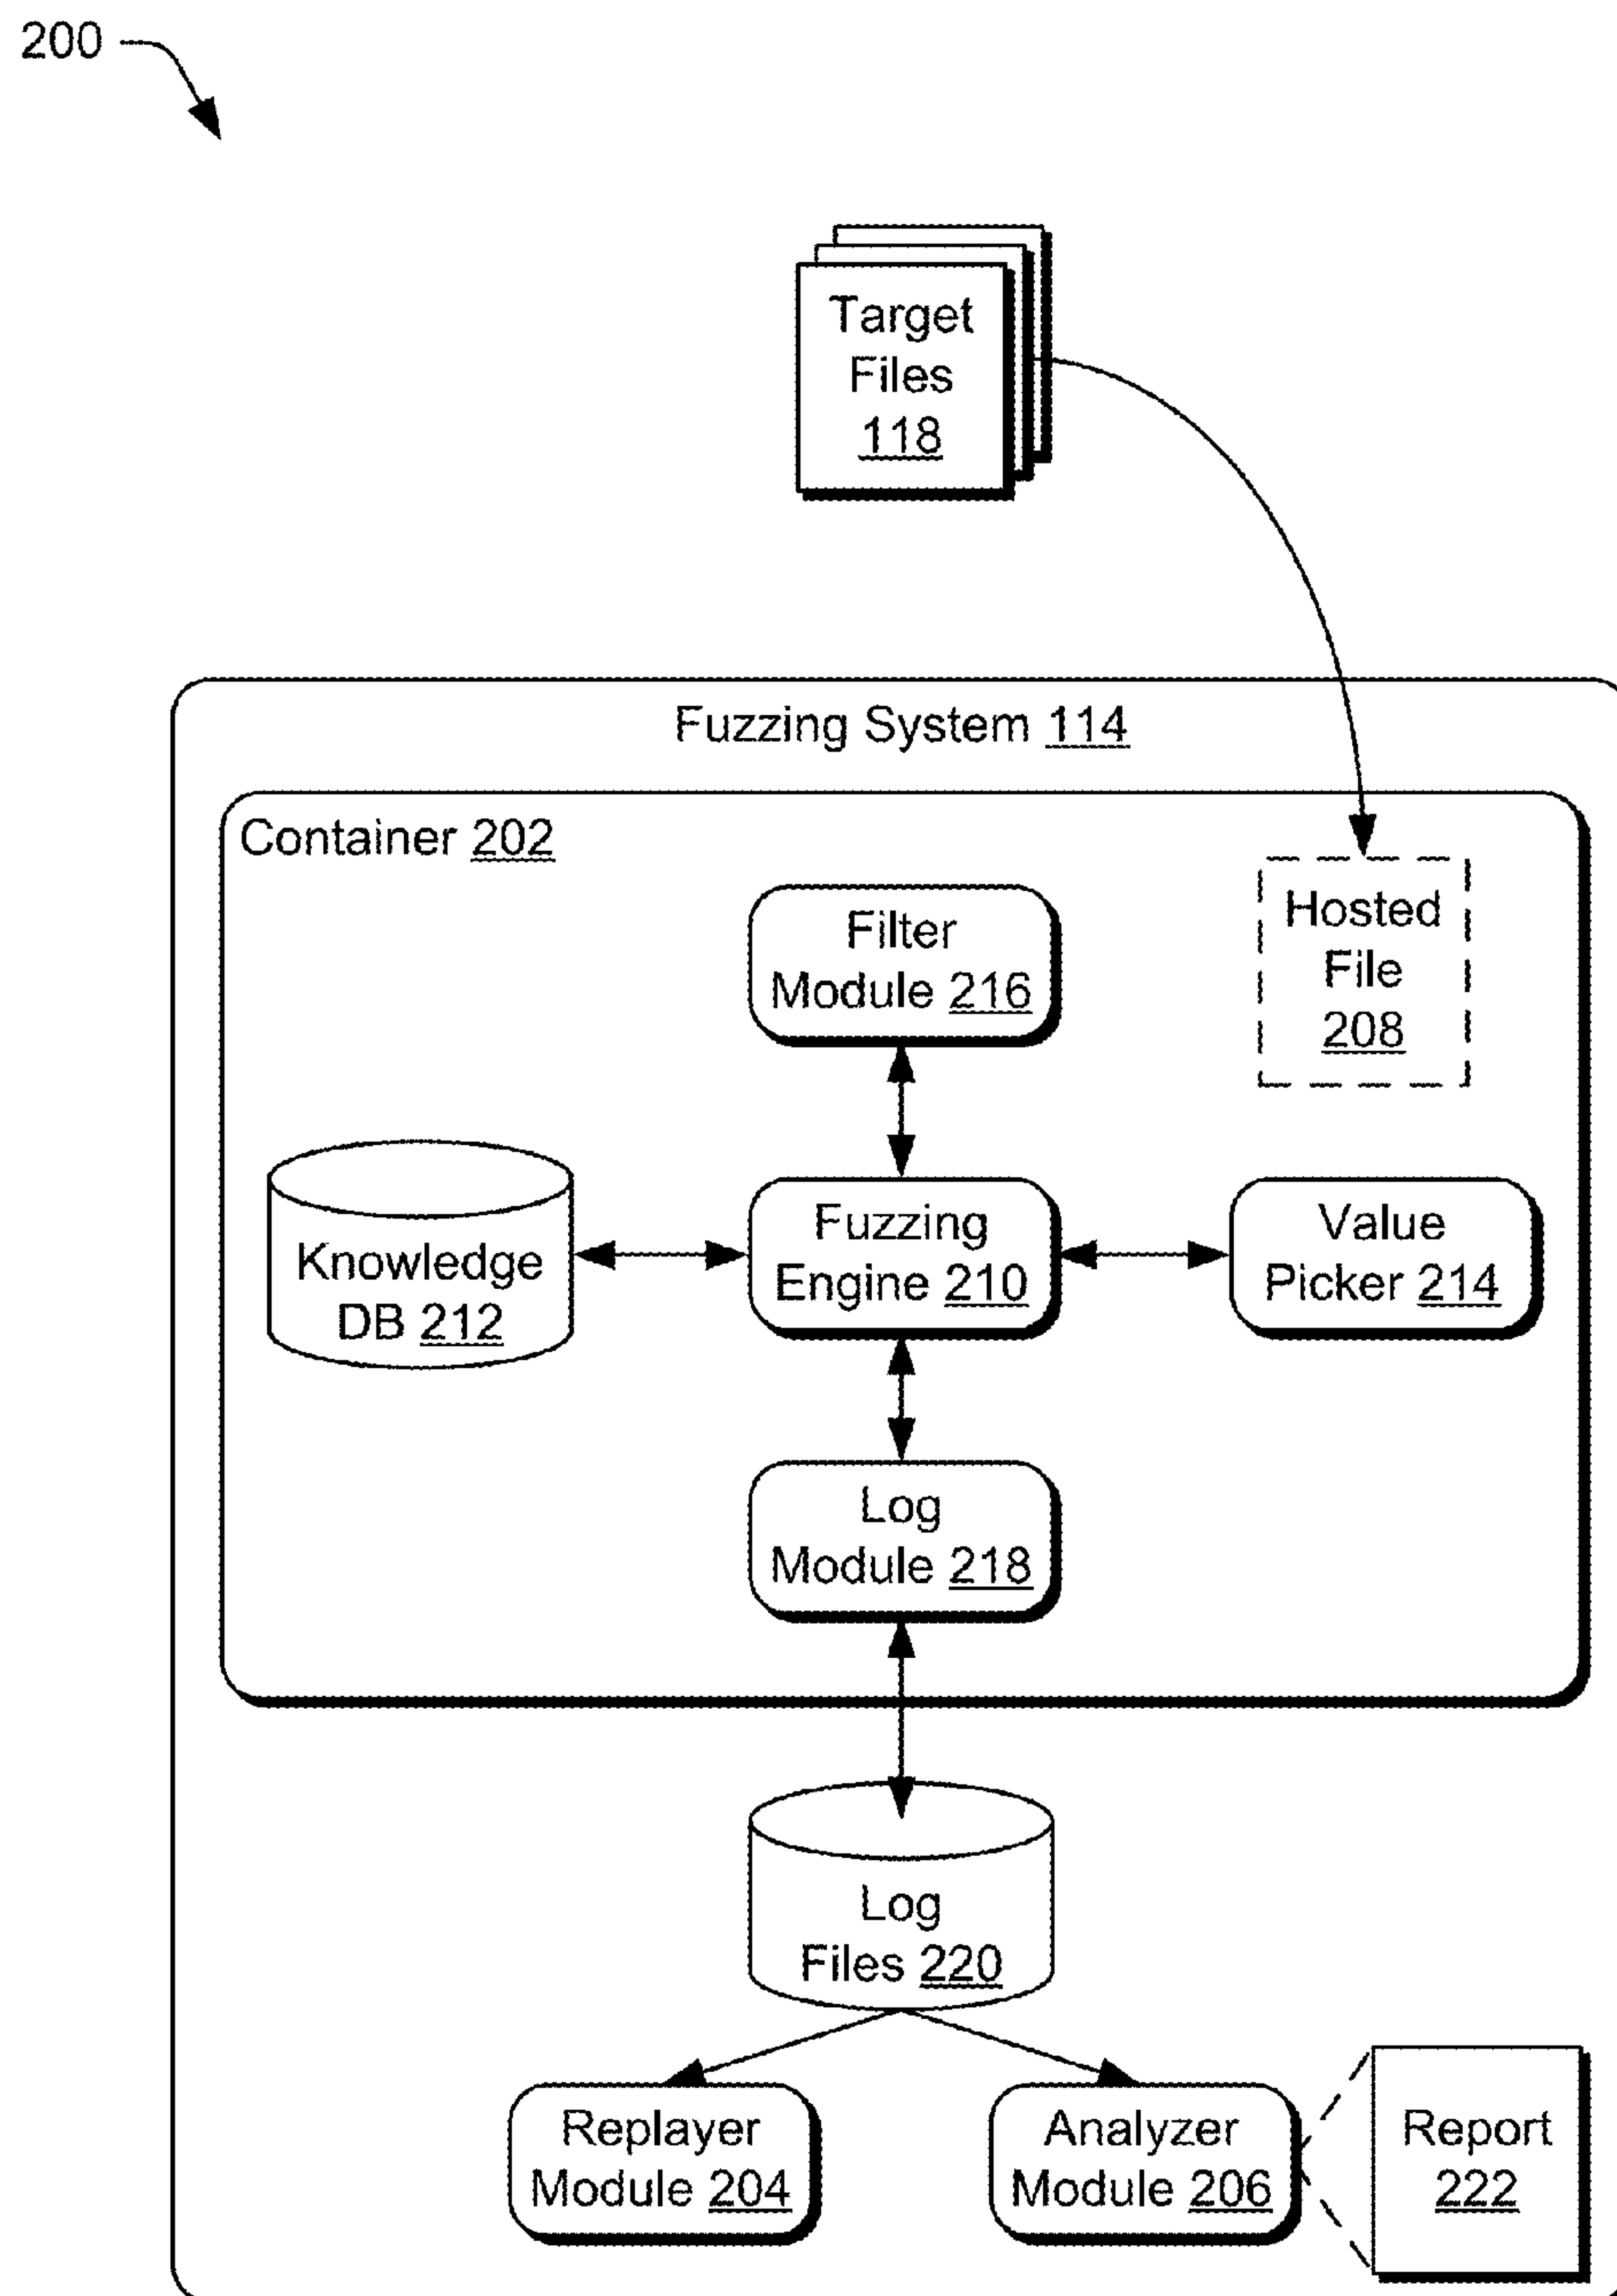 200
Target
Files
118
Fuzzing System 114
Container 202
Filter
Module 216
Hosted
File
208
Knowledge
DB 212
Fuzzing
Engine 210
Value
Picker 214
Log
Module 218
Log
Files 220
Replayer
Module 204
Analyzer
Module 206
Report
222